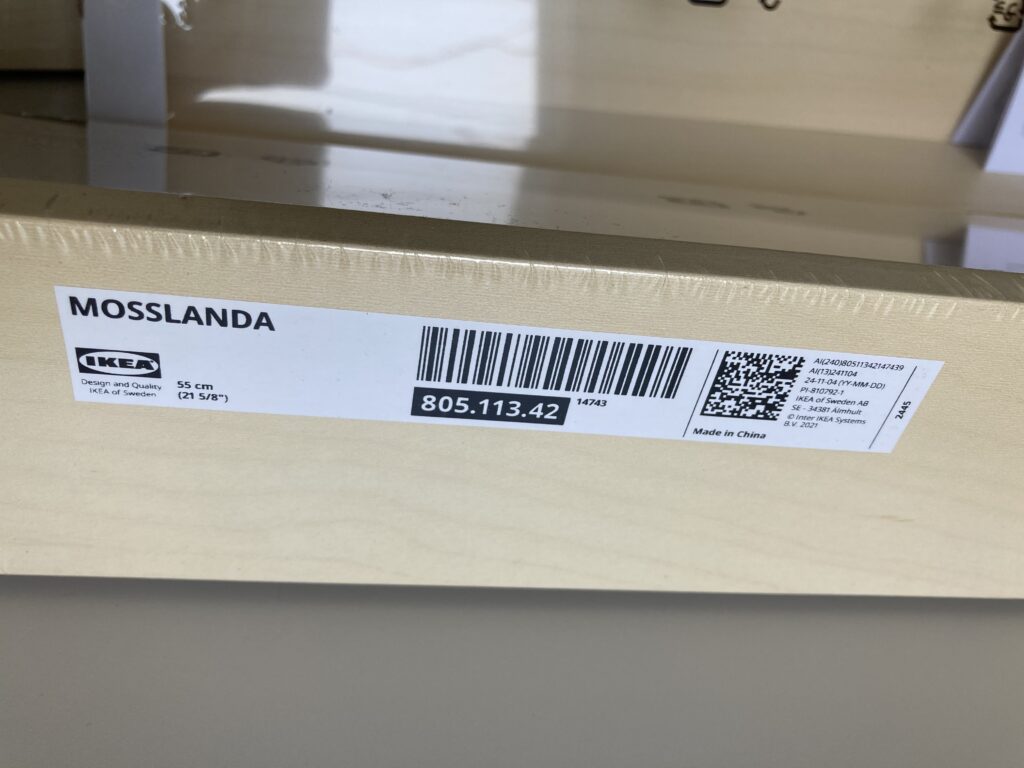 MOSSLANDA
IKEA
Design and Quality
IKEA of Sweden
55 cm
(21 5/8")
805.113.42
14743
AI(240)80511342147439
AI(13)241104
24-11-04 (YY-MM-DD)
PI-810792-1
IKEA of Sweden AB
SE - 34381 Älmhult
© Inter IKEA Systems
B.V. 2021
Made in China
2445